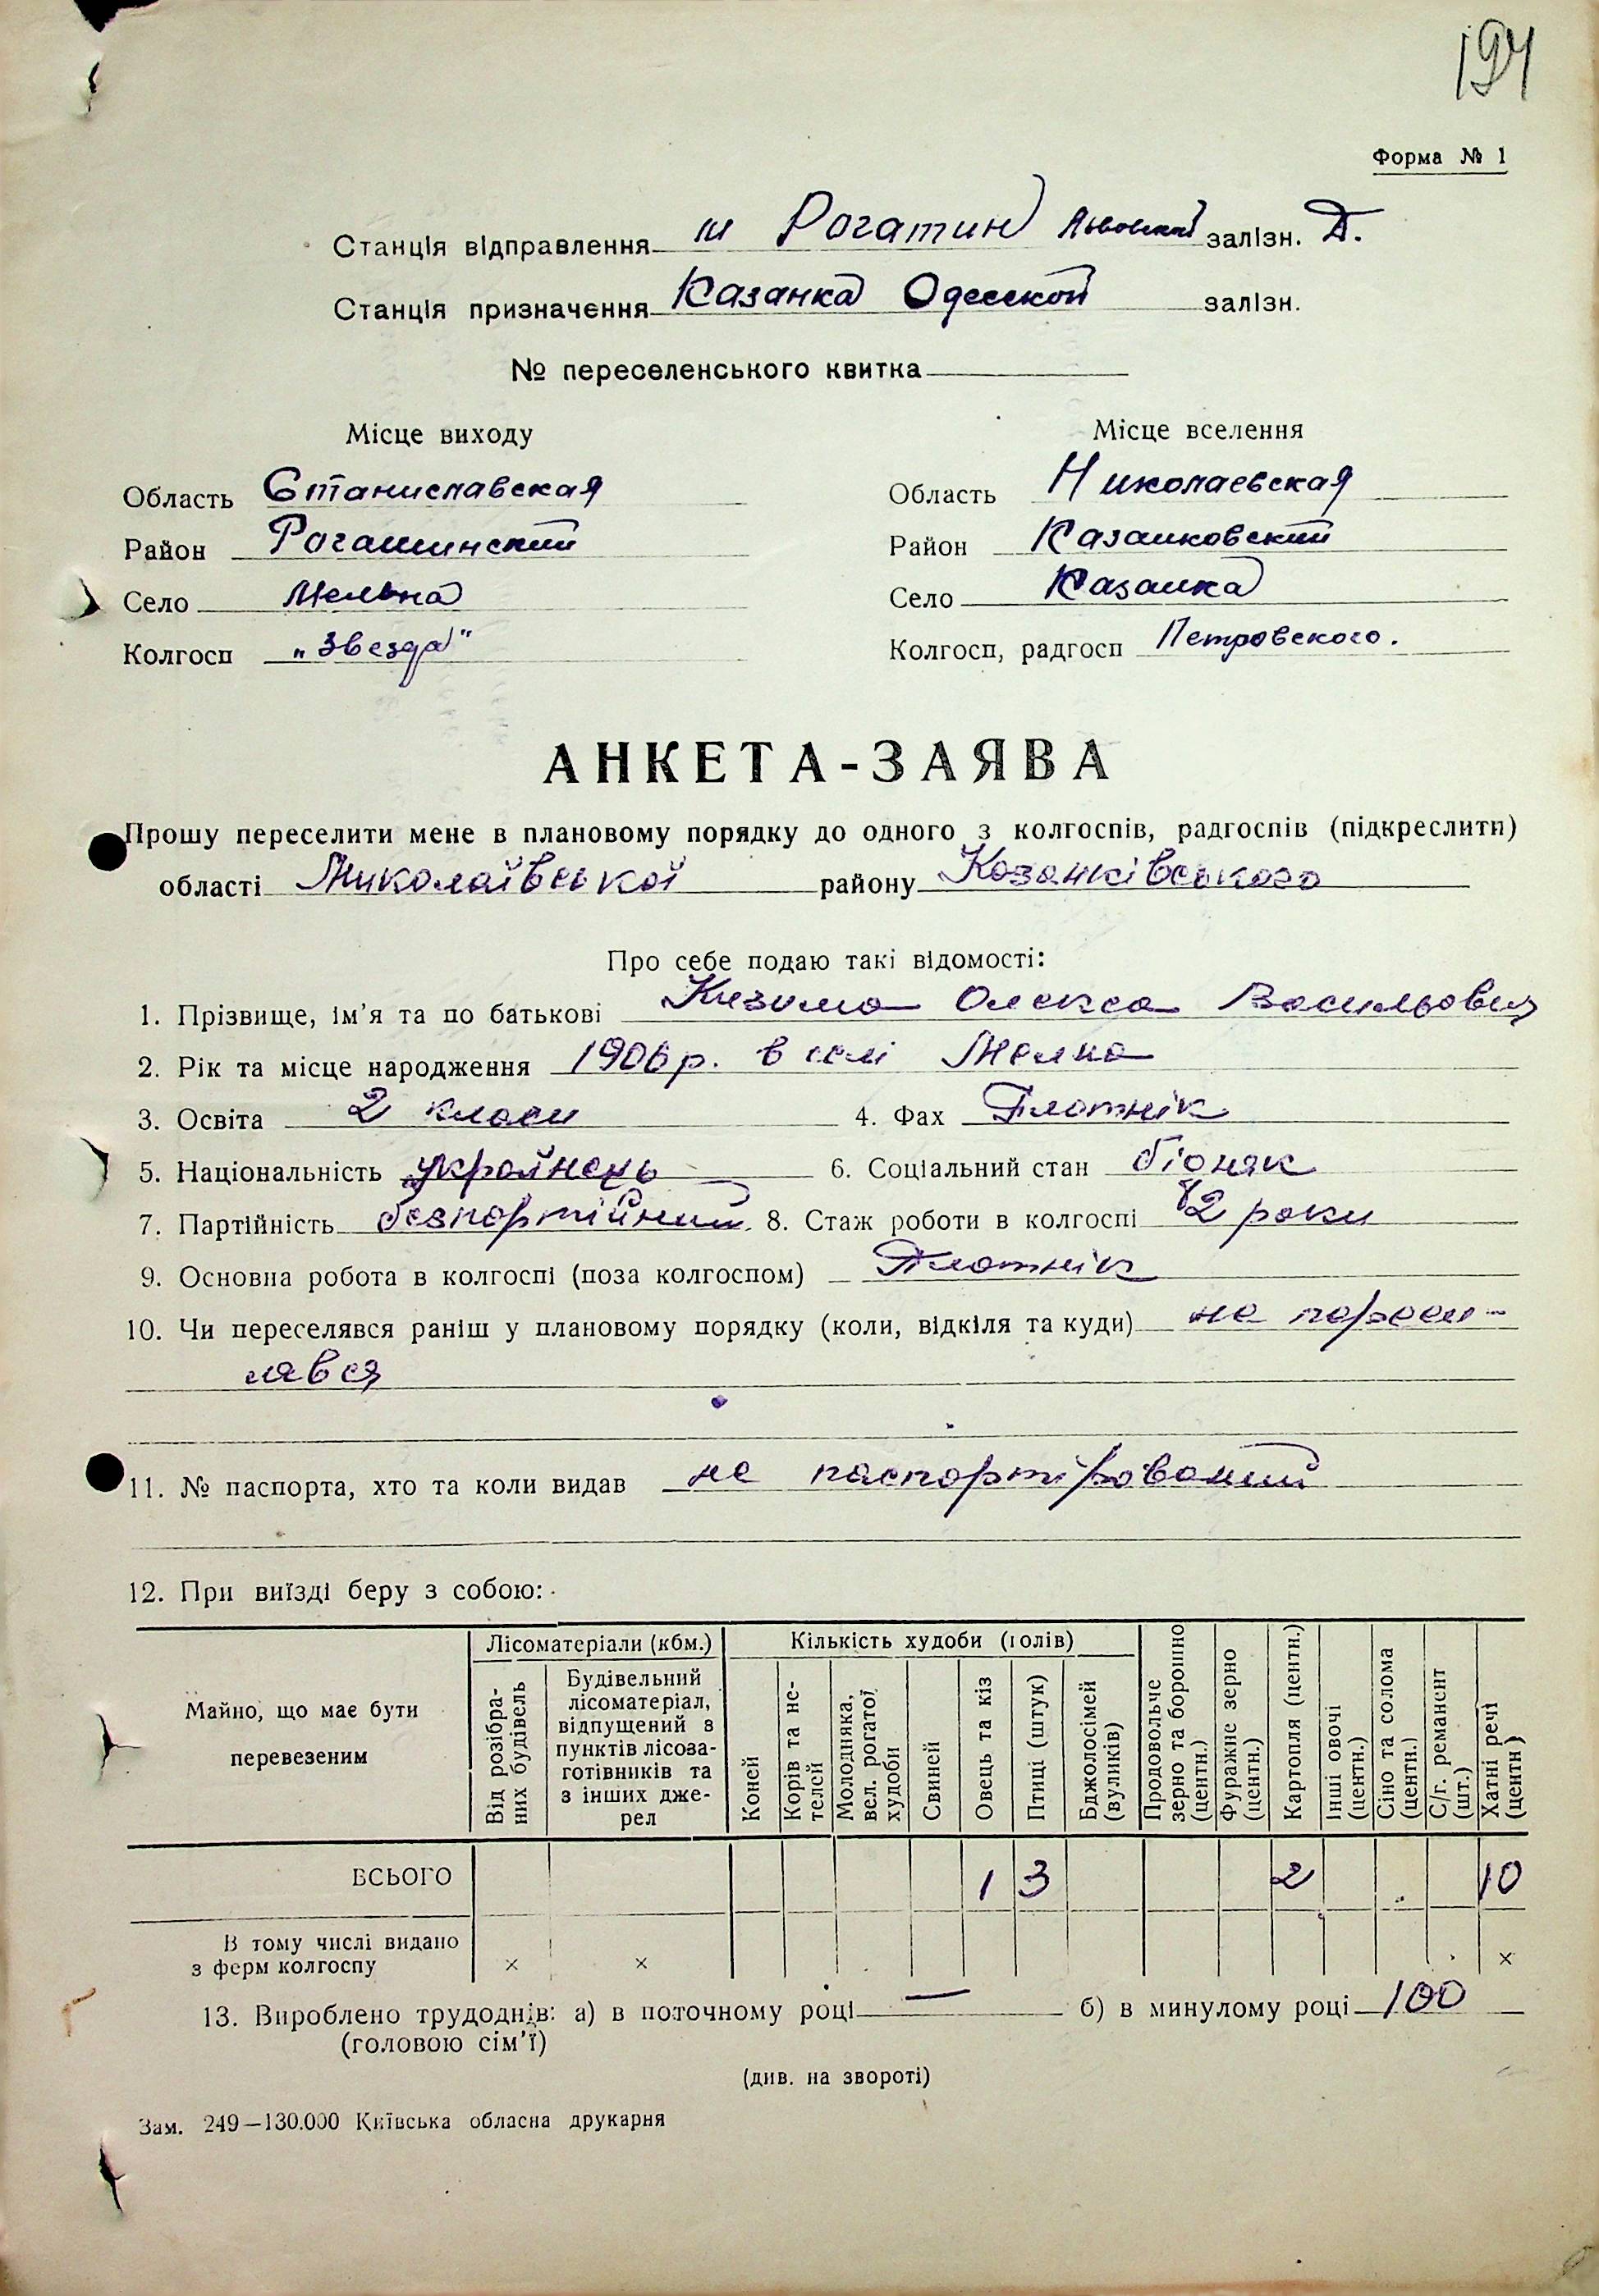 194
Форма № 1
Станція відправлення ш Рогатин Львовской залізн. Д.
Станція призначення Казанка Одесской залізн.
№ переселенського квитка
Місце виходу
Місце вселення
Область Станиславская
Область Николаевская
Район Рогатинский
Район Казанковский
Село Мельна
Село Казанка
Колгосп „Звезда"
Колгосп, радгосп Петровского.
АНКЕТА-ЗАЯВА
Прошу переселити мене в плановому порядку до одного з колгоспів, радгоспів (підкреслити)
області Миколаївської району Козанківського
Про себе подаю такі відомості:
1. Прізвище, ім'я та по батькові Кизима Олекса Васильович
2. Рік та місце народження 1906 р. в селі Мелна
3. Освіта 2 класи 4. Фах Плотнік
5. Національність українець 6. Соціальний стан бідняк
7. Партійність безпартійний 8. Стаж роботи в колгоспі 2 роки
9. Основна робота в колгоспі (поза колгоспом) Плотнік
10. Чи переселявся раніш у плановому порядку (коли, відкіля та куди) не пересе-
лявся
11. № паспорта, хто та коли видав не паспортірований
12. При виїзді беру з собою:
Майно, що має бути перевезеним
Лісоматеріали (кбм.)
Від розібраних будівель
Будівельний лісоматеріал, відпущений з пунктів лісозаготівників та з інших джерел
Кількість худоби (голів)
Коней
Корів та нетелей
Молодняка, вел. рогатої худоби
Свиней
Овець та кіз
Птиці (штук)
Бджолосімей (вуликів)
Продовольче зерно та борошно (центн.)
Фуражне зерно (центн.)
Картопля (центн.)
Інші овочі (центн.)
Сіно та солома (центн.)
С/г. реманент (шт.)
Хатні речі (центн)
ВСЬОГО 1 3 2 10
В тому числі видано
з ферм колгоспу × × ×
13. Вироблено трудоднів: а) в поточному році — б) в минулому році 100
(головою сім'ї)
(див. на звороті)
Зам. 249—130.000 Київська обласна друкарня